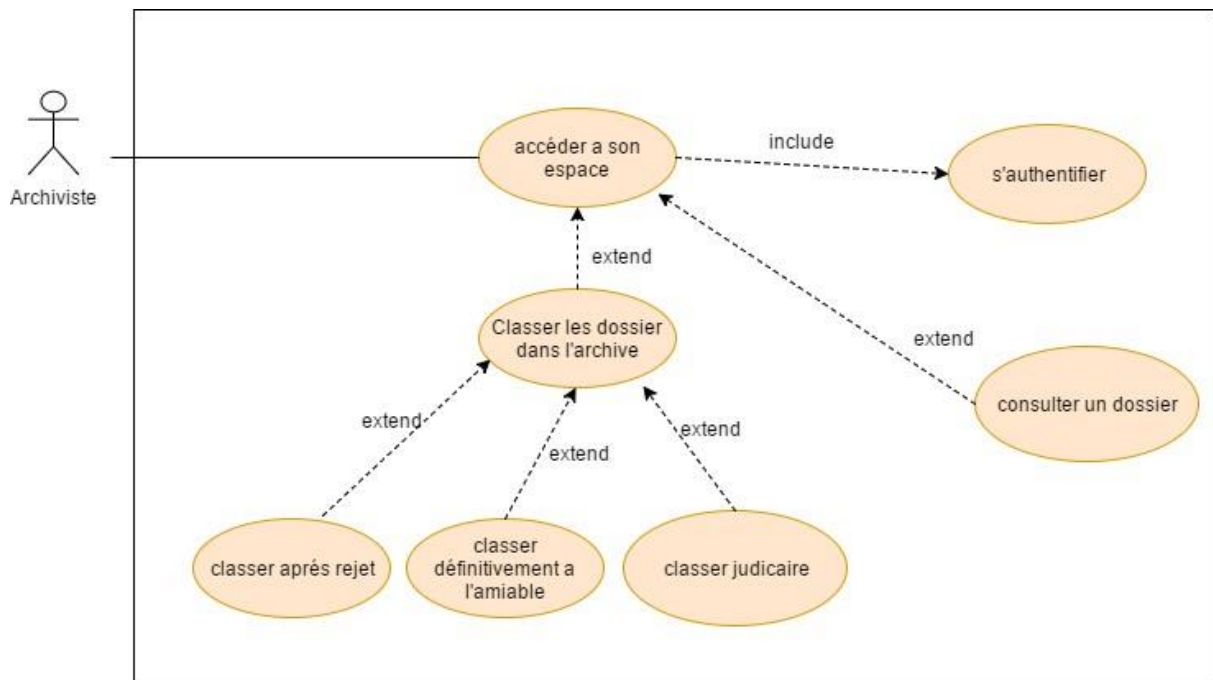 accéder a son
espace
include
s'authentifier
Archiviste
extend
Classer les dossier
dans l'archive
extend
consulter un dossier
extend
extend
extend
classer aprés rejet
classer
définitivement a
l'amiable
classer judicaire